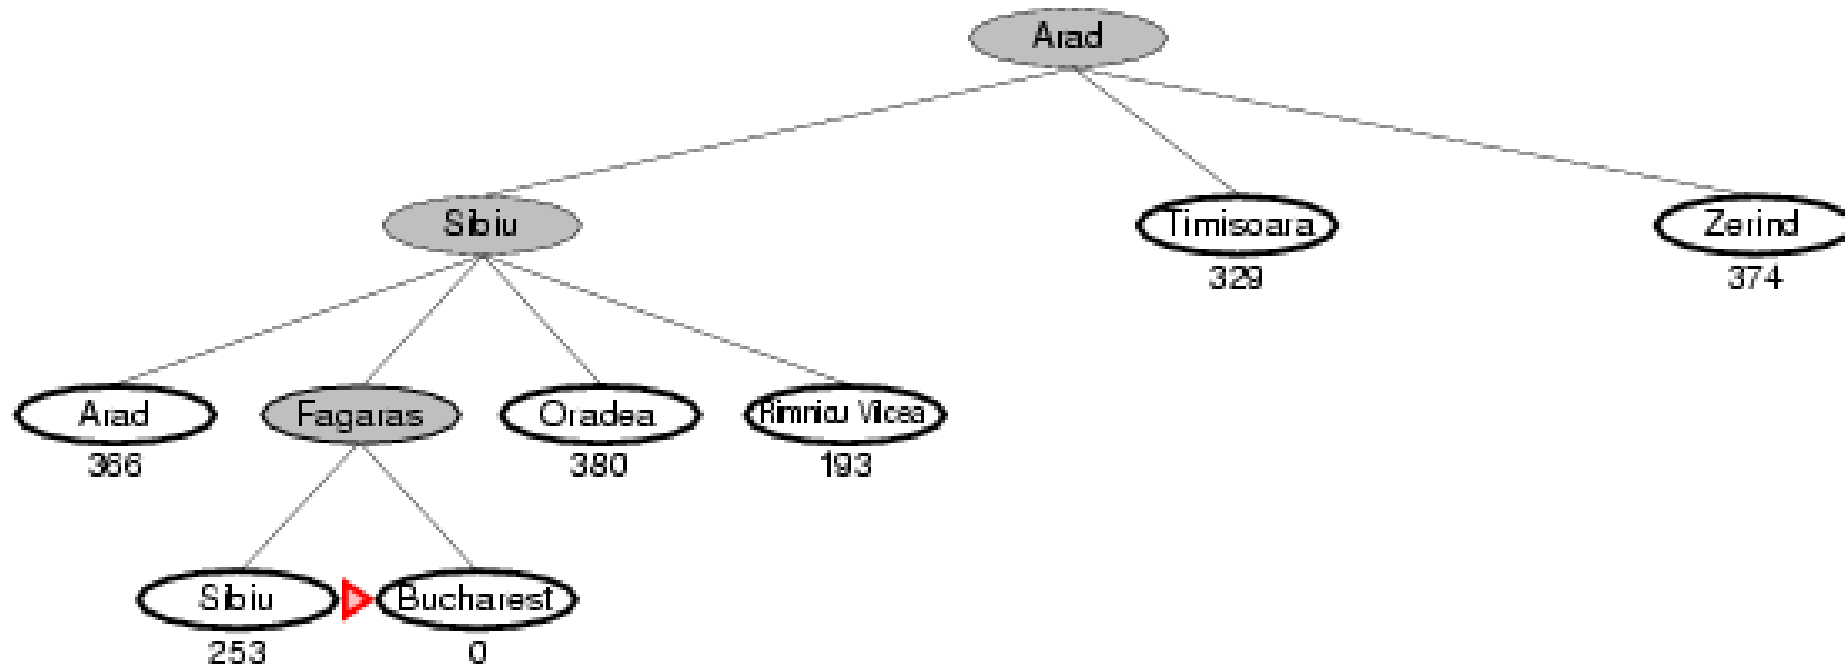 Arad
Sibiu Timisoara Zerind
329 374
Arad Fagaras Oradea Rimnicu Vilcea
366 380 193
Sibiu Bucharest
253 0